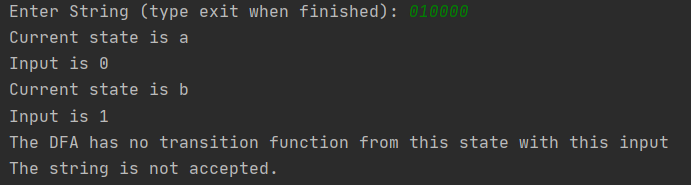 Enter String (type exit when finished): 010000
Current state is a
Input is 0
Current state is b
Input is 1
The DFA has no transition function from this state with this input
The string is not accepted.